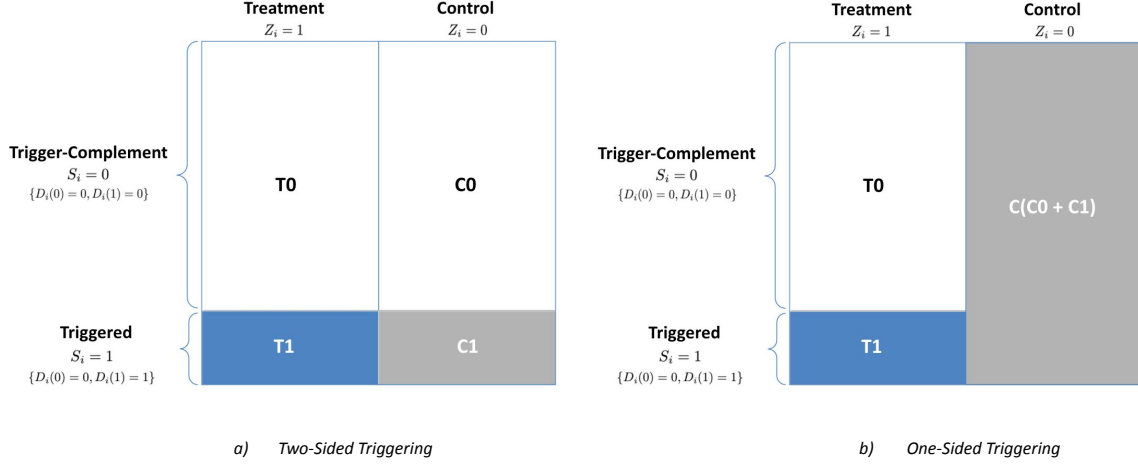 Treatment
Z_i = 1
Control
Z_i = 0
Trigger-Complement
S_i = 0
{D_i(0) = 0, D_i(1) = 0}
T0
C0
Triggered
S_i = 1
{D_i(0) = 0, D_i(1) = 1}
T1
C1
a) Two-Sided Triggering
Treatment
Z_i = 1
Control
Z_i = 0
Trigger-Complement
S_i = 0
{D_i(0) = 0, D_i(1) = 0}
T0
C(C0 + C1)
Triggered
S_i = 1
{D_i(0) = 0, D_i(1) = 1}
T1
b) One-Sided Triggering